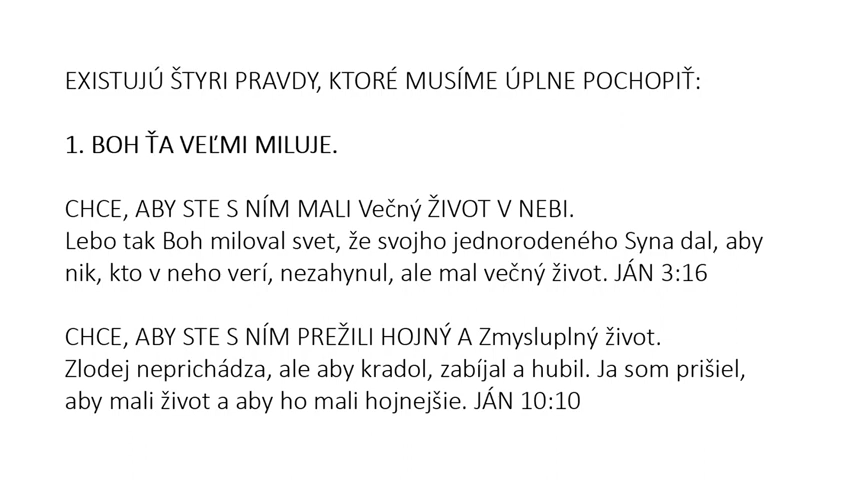 EXISTUJÚ ŠTYRI PRAVDY, KTORÉ MUSÍME ÚPLNE POCHOPIŤ:
1. BOH ŤA VEĽMI MILUJE.
CHCE, ABY STE S NÍM MALI Večný ŽIVOT V NEBI.
Lebo tak Boh miloval svet, že svojho jednorodeného Syna dal, aby
nik, kto v neho verí, nezahynul, ale mal večný život. JÁN 3:16
CHCE, ABY STE S NÍM PREŽILI HOJNÝ A Zmysluplný život.
Zlodej neprichádza, ale aby kradol, zabíjal a hubil. Ja som prišiel,
aby mali život a aby ho mali hojnejšie. JÁN 10:10